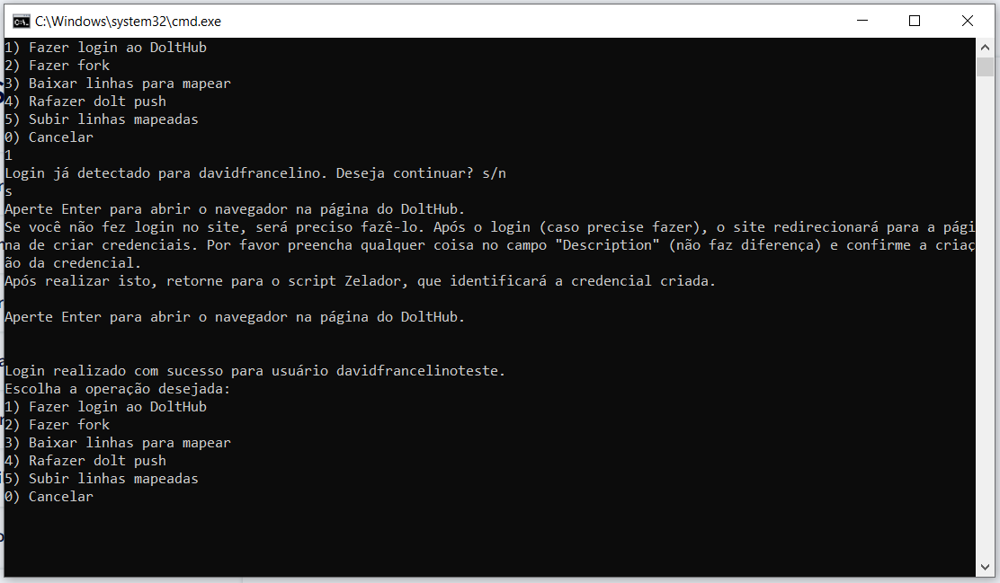 C:\Windows\system32\cmd.exe
1) Fazer login ao DoltHub
2) Fazer fork
3) Baixar linhas para mapear
4) Rafazer dolt push
5) Subir linhas mapeadas
0) Cancelar
1
Login já detectado para davidfrancelino. Deseja continuar? s/n
s
Aperte Enter para abrir o navegador na página do DoltHub.
Se você não fez login no site, será preciso fazê-lo. Após o login (caso precise fazer), o site redirecionará para a pági
na de criar credenciais. Por favor preencha qualquer coisa no campo "Description" (não faz diferença) e confirme a criaç
ão da credencial.
Após realizar isto, retorne para o script Zelador, que identificará a credencial criada.
Aperte Enter para abrir o navegador na página do DoltHub.
Login realizado com sucesso para usuário davidfrancelinoteste.
Escolha a operação desejada:
1) Fazer login ao DoltHub
2) Fazer fork
3) Baixar linhas para mapear
4) Rafazer dolt push
5) Subir linhas mapeadas
0) Cancelar